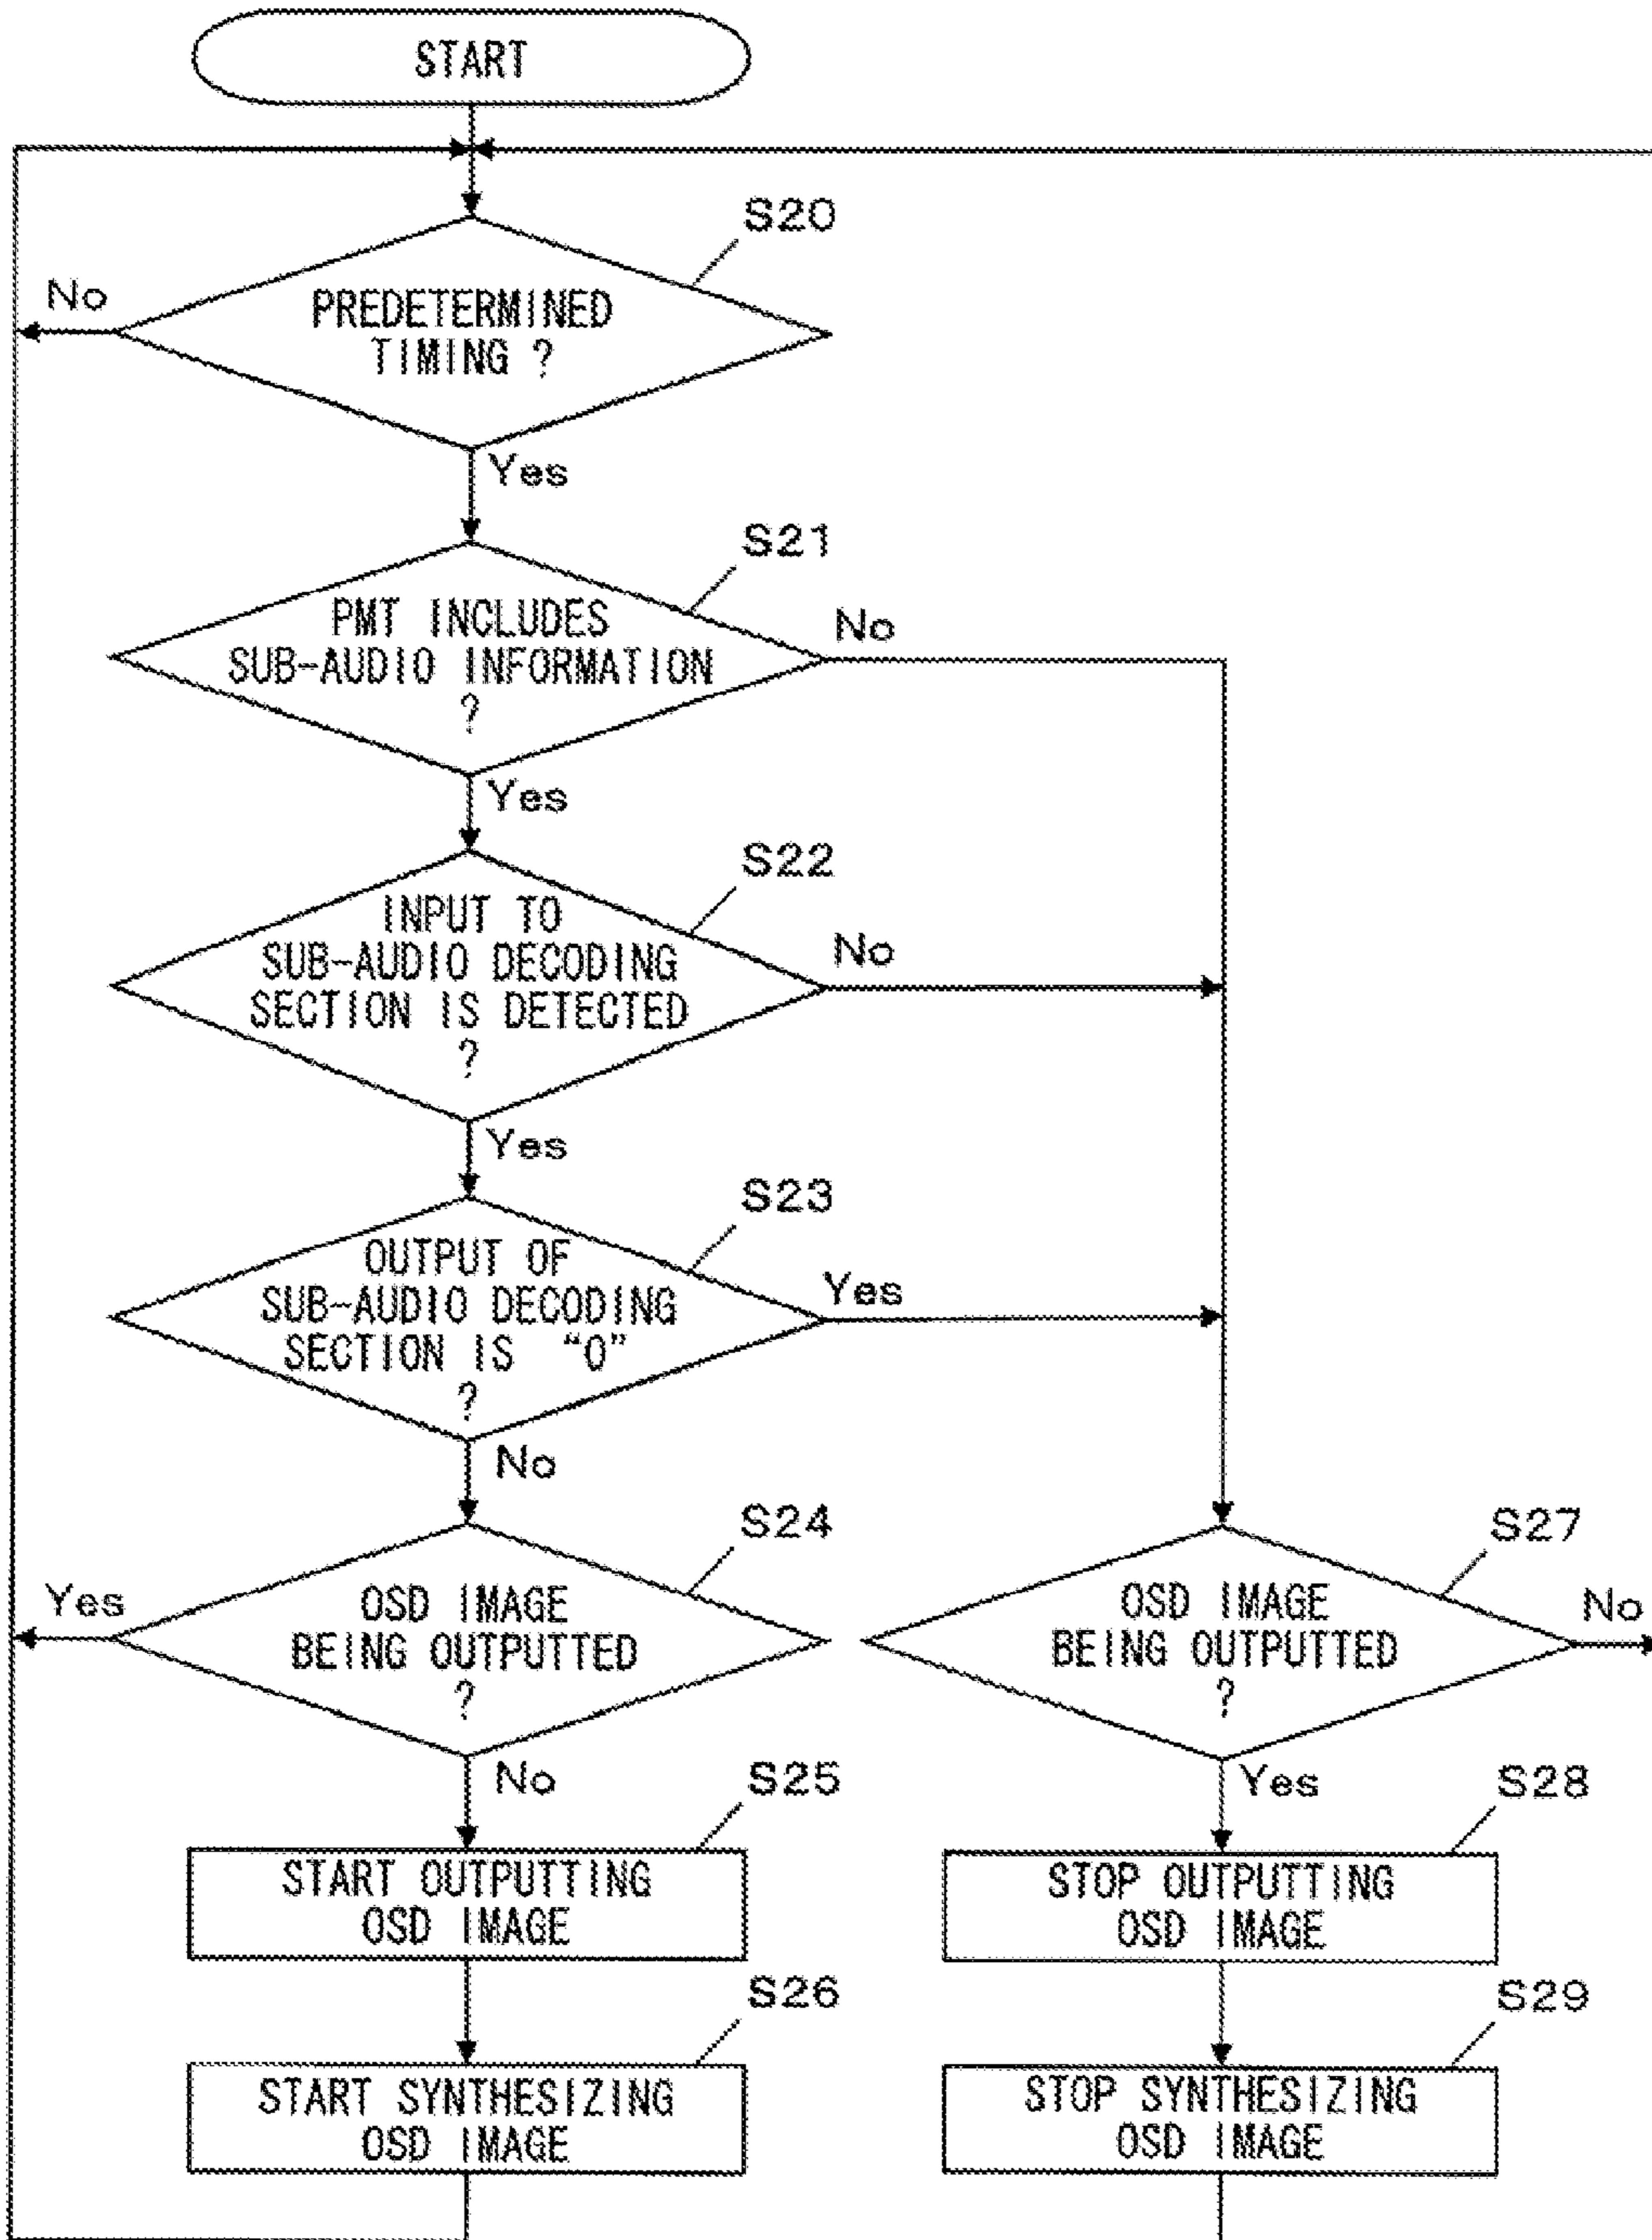 START
S20
No
PREDETERMINED
TIMING ?
Yes
S21
PMT INCLUDES
SUB-AUDIO INFORMATION
?
No
Yes
S22
INPUT TO
SUB-AUDIO DECODING
SECTION IS DETECTED
?
No
Yes
S23
OUTPUT OF
SUB-AUDIO DECODING
SECTION IS “0”
?
Yes
No
S24
Yes
OSD IMAGE
BEING OUTPUTTED
?
No
S27
OSD IMAGE
BEING OUTPUTTED
?
No
Yes
S25
START OUTPUTTING
OSD IMAGE
S28
STOP OUTPUTTING
OSD IMAGE
S26
START SYNTHESIZING
OSD IMAGE
S29
STOP SYNTHESIZING
OSD IMAGE